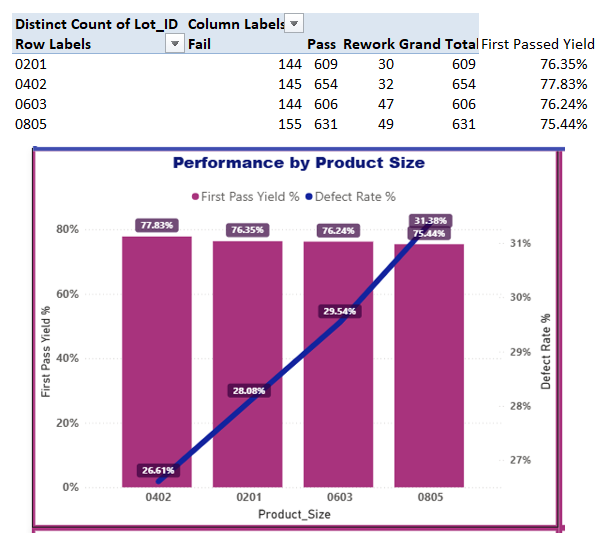 Distinct Count of Lot_ID Column Labels
Row Labels Fail Pass Rework Grand Total First Passed Yield
0201 144 609 30 609 76.35%
0402 145 654 32 654 77.83%
0603 144 606 47 606 76.24%
0805 155 631 49 631 75.44%
Performance by Product Size
First Pass Yield % Defect Rate %
77.83% 76.35% 76.24% 31.38%
75.44%
80% 31%
60% 30%
29.54%
40% 29%
28.08%
20% 28%
26.61% 27%
0%
First Pass Yield %
Defect Rate %
0402 0201 0603 0805
Product_Size